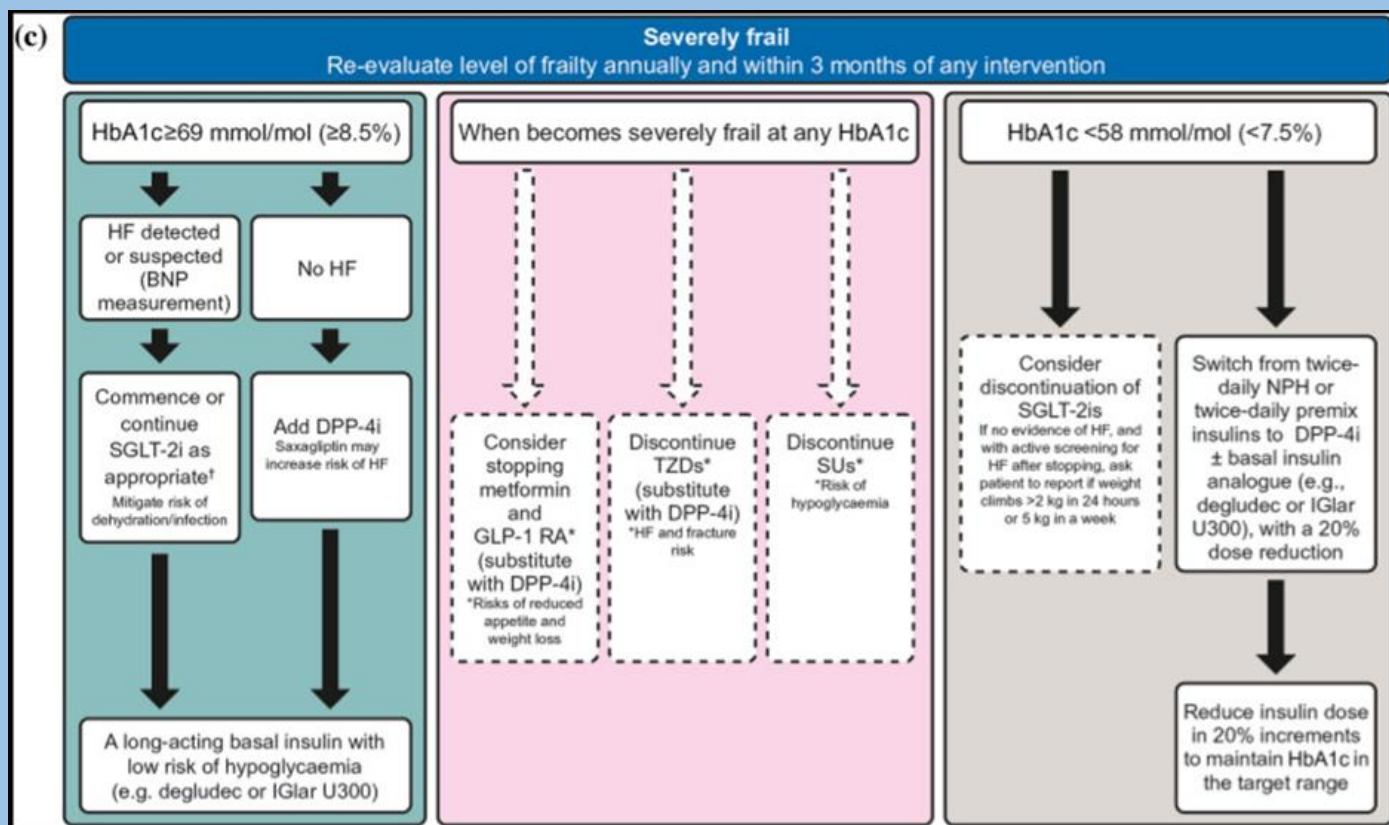 (c)
Severely frail
Re-evaluate level of frailty annually and within 3 months of any intervention
HbA1c≥69 mmol/mol (≥8.5%)
HF detected
or suspected
(BNP
measurement)
No HF
Commence or
continue
SGLT-2i as
appropriate†
Mitigate risk of
dehydration/infection
Add DPP-4i
Saxagliptin may
increase risk of HF
A long-acting basal insulin with
low risk of hypoglycaemia
(e.g. degludec or IGlar U300)
When becomes severely frail at any HbA1c
Consider
stopping
metformin
and
GLP-1 RA*
(substitute
with DPP-4i)
*Risks of reduced
appetite and
weight loss
Discontinue
TZDs*
(substitute
with DPP-4i)
*HF and fracture
risk
Discontinue
SUs*
*Risk of
hypoglycaemia
HbA1c <58 mmol/mol (<7.5%)
Consider
discontinuation of
SGLT-2is
If no evidence of HF, and
with active screening for
HF after stopping, ask
patient to report if weight
climbs >2 kg in 24 hours
or 5 kg in a week
Switch from twice-
daily NPH or
twice-daily premix
insulins to DPP-4i
± basal insulin
analogue (e.g.,
degludec or IGlar
U300), with a 20%
dose reduction
Reduce insulin dose
in 20% increments
to maintain HbA1c in
the target range